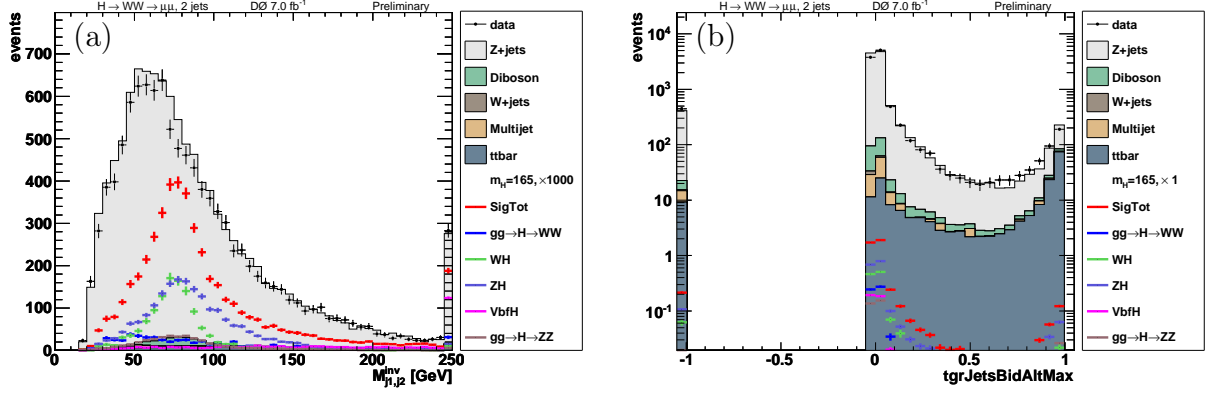 H → WW → μμ, 2 jets DØ 7.0 fb⁻¹ Preliminary
(a)
events
700
600
500
400
300
200
100
0
0 50 100 150 200 250
M^inv_j1,j2 [GeV]
data
Z+jets
Diboson
W+jets
Multijet
ttbar
m_H=165, ×1000
SigTot
gg→H→WW
WH
ZH
VbfH
gg→H→ZZ
H → WW → μμ, 2 jets DØ 7.0 fb⁻¹ Preliminary
(b)
events
10⁴
10³
10²
10
1
10⁻¹
-1 -0.5 0 0.5 1
tgrJetsBidAltMax
data
Z+jets
Diboson
W+jets
Multijet
ttbar
m_H=165, ×1
SigTot
gg→H→WW
WH
ZH
VbfH
gg→H→ZZ